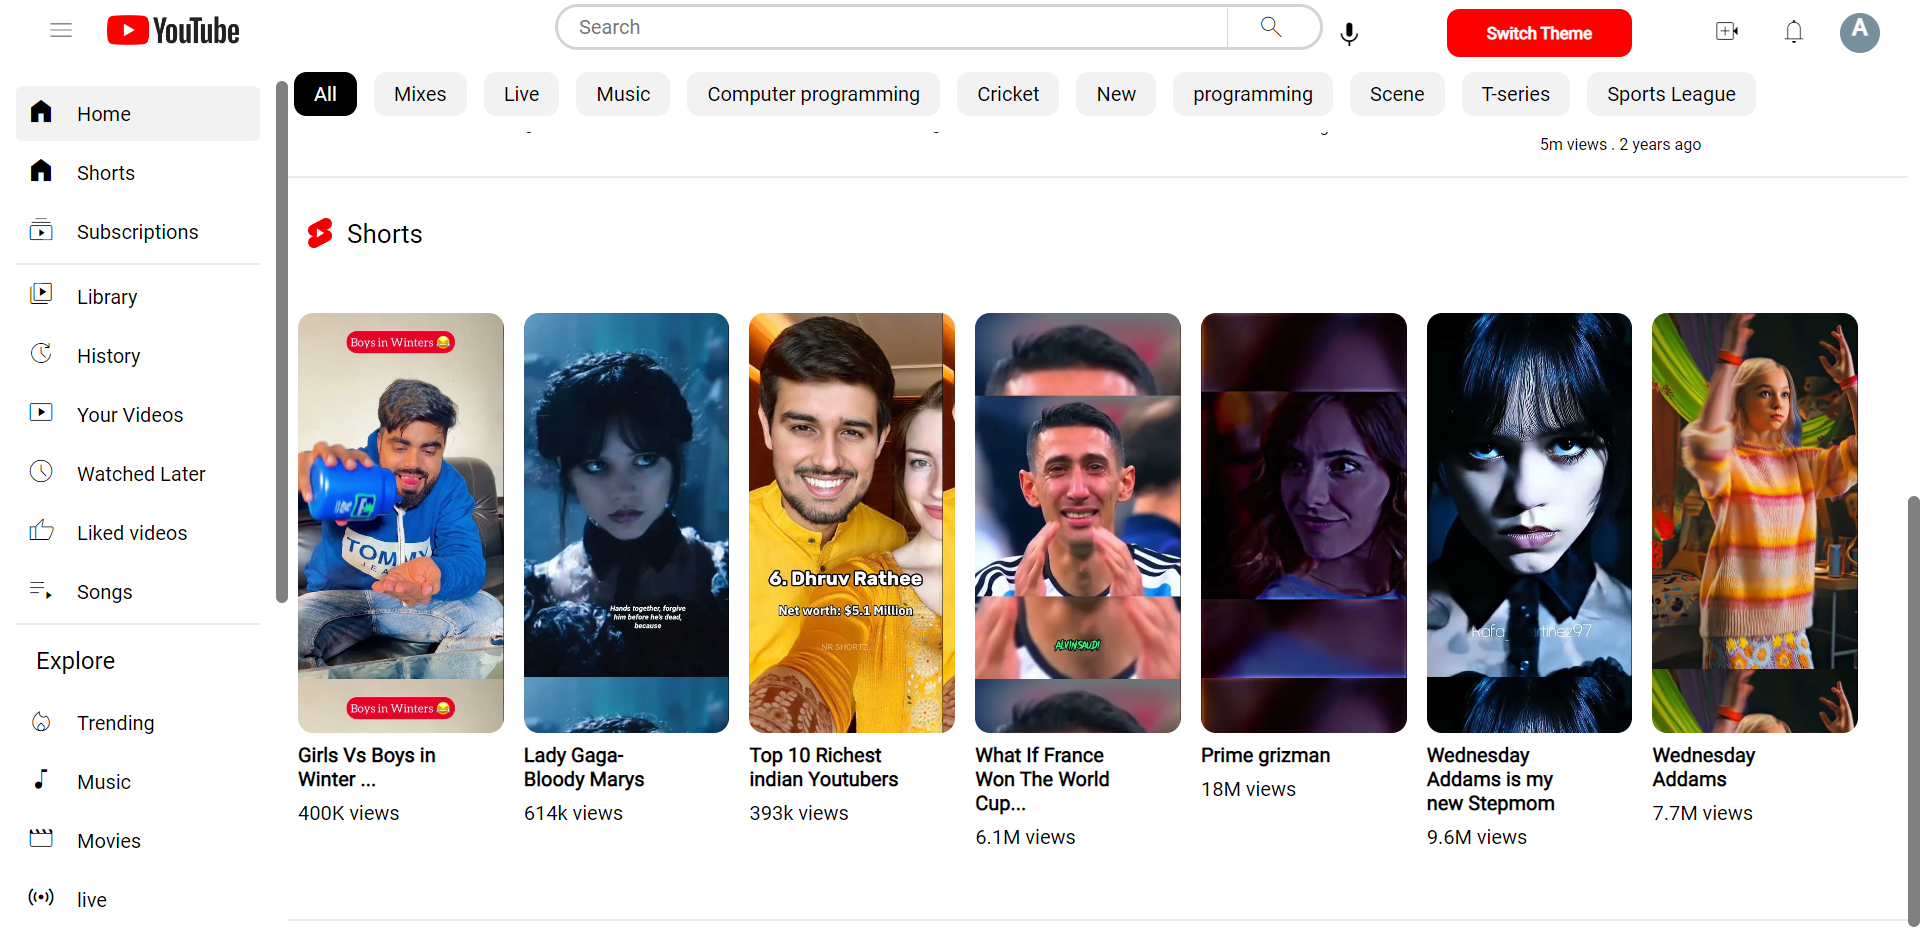 YouTube
Search
Switch Theme
A
Home
Shorts
Subscriptions
Library
History
Your Videos
Watched Later
Liked videos
Songs
Explore
Trending
Music
Movies
live
All
Mixes
Live
Music
Computer programming
Cricket
New
programming
Scene
T-series
Sports League
5m views . 2 years ago
Shorts
Boys in Winters 😂
TOMMY
JEA
Boys in Winters 😂
Girls Vs Boys in
Winter ...
400K views
Hands together, forgive
him before he's dead,
because
Lady Gaga-
Bloody Marys
614k views
6. Dhruv Rathee
Net worth: $5.1 Million
NR SHORTZ
Top 10 Richest
indian Youtubers
393k views
ALVINSAUDI
What If France
Won The World
Cup...
6.1M views
Prime grizman
18M views
Wednesday
Addams is my
new Stepmom
9.6M views
Wednesday
Addams
7.7M views